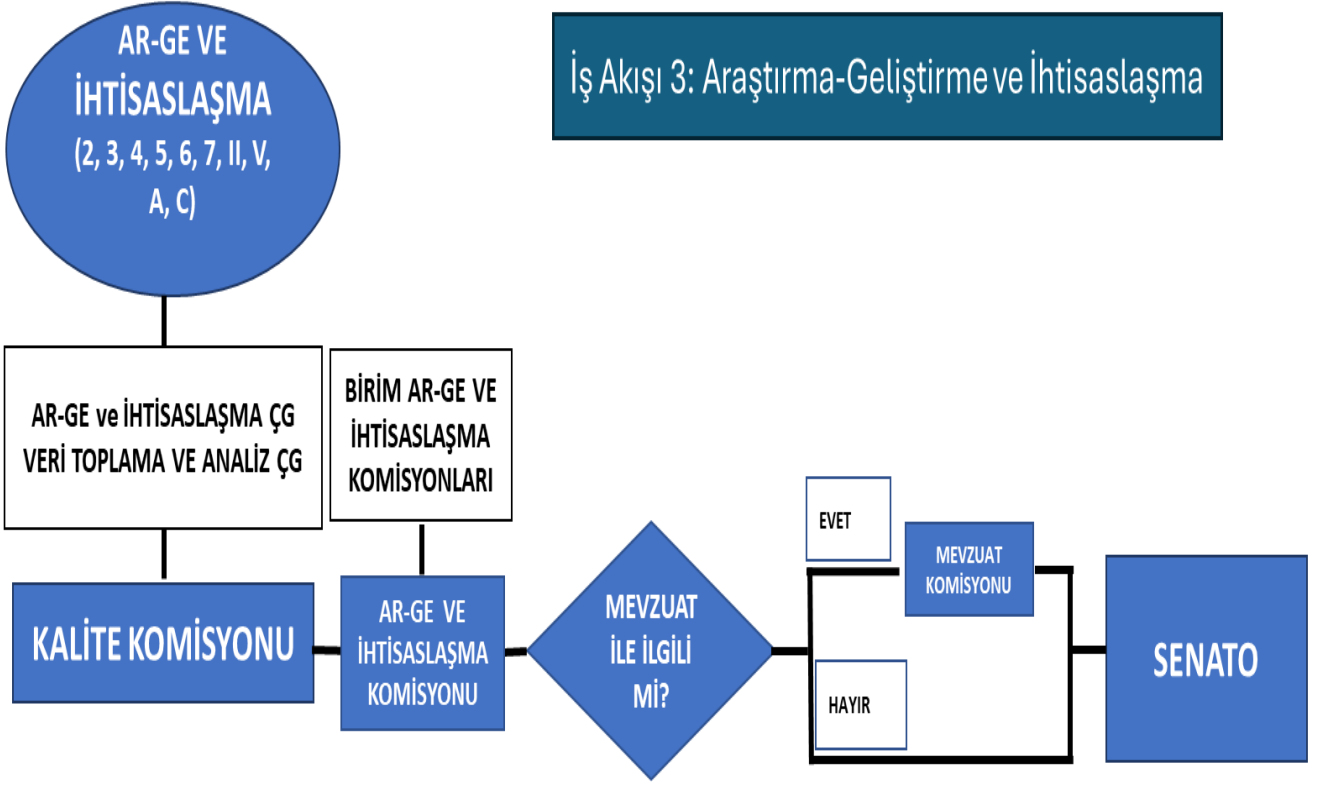 AR-GE VE
İHTİSASLAŞMA
(2, 3, 4, 5, 6, 7, II, V,
A, C)
İş Akışı 3: Araştırma-Geliştirme ve İhtisaslaşma
AR-GE ve İHTİSASLAŞMA ÇG
VERİ TOPLAMA VE ANALİZ ÇG
BİRİM AR-GE VE
İHTİSASLAŞMA
KOMİSYONLARI
KALİTE KOMİSYONU
AR-GE VE
İHTİSASLAŞMA
KOMİSYONU
MEVZUAT
İLE İLGİLİ
Mİ?
EVET
MEVZUAT
KOMİSYONU
HAYIR
SENATO